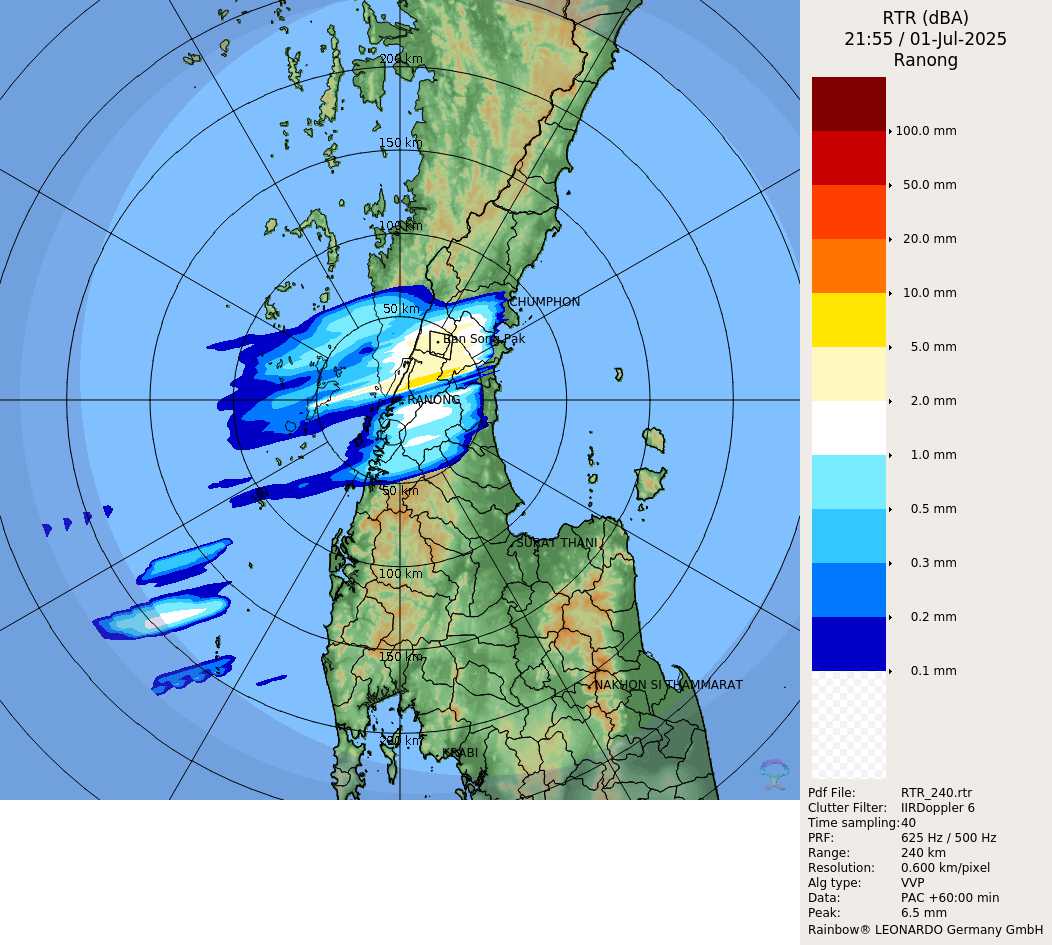 RTR (dBA)
21:55 / 01-Jul-2025
Ranong
200 km
150 km
100 km
50 km
CHUMPHON
Ban Song Pak
RANONG
50 km
100 km
SURAT THANI
150 km
NAKHON SI THAMMARAT
200 km
KRABI
100.0 mm
50.0 mm
20.0 mm
10.0 mm
5.0 mm
2.0 mm
1.0 mm
0.5 mm
0.3 mm
0.2 mm
0.1 mm
Pdf File: RTR_240.rtr
Clutter Filter: IIRDoppler 6
Time sampling: 40
PRF: 625 Hz / 500 Hz
Range: 240 km
Resolution: 0.600 km/pixel
Alg type: VVP
Data: PAC +60:00 min
Peak: 6.5 mm
Rainbow® LEONARDO Germany GmbH